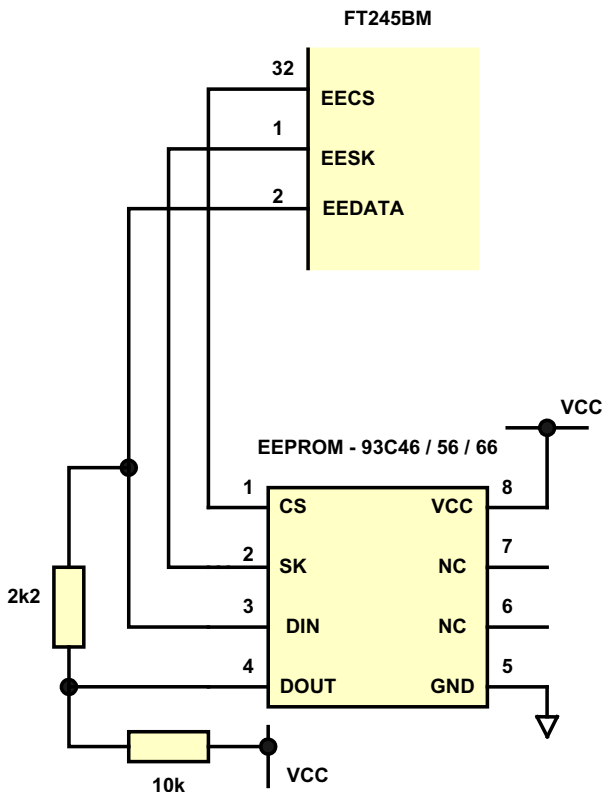 FT245BM
32
EECS
1
EESK
2
EEDATA
VCC
EEPROM - 93C46 / 56 / 66
1
CS
VCC
8
2
SK
NC
7
2k2
3
DIN
NC
6
4
DOUT
GND
5
10k
VCC